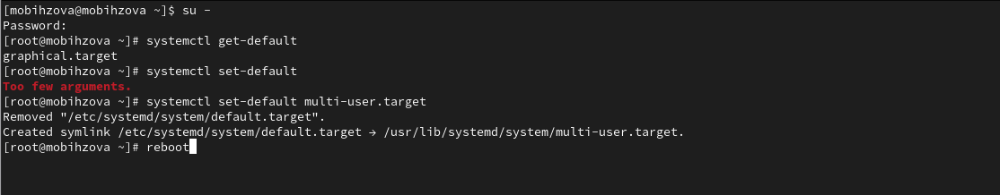 [mobihzova@mobihzova ~]$ su -
Password:
[root@mobihzova ~]# systemctl get-default
graphical.target
[root@mobihzova ~]# systemctl set-default
Too few arguments.
[root@mobihzova ~]# systemctl set-default multi-user.target
Removed "/etc/systemd/system/default.target".
Created symlink /etc/systemd/system/default.target → /usr/lib/systemd/system/multi-user.target.
[root@mobihzova ~]# reboot